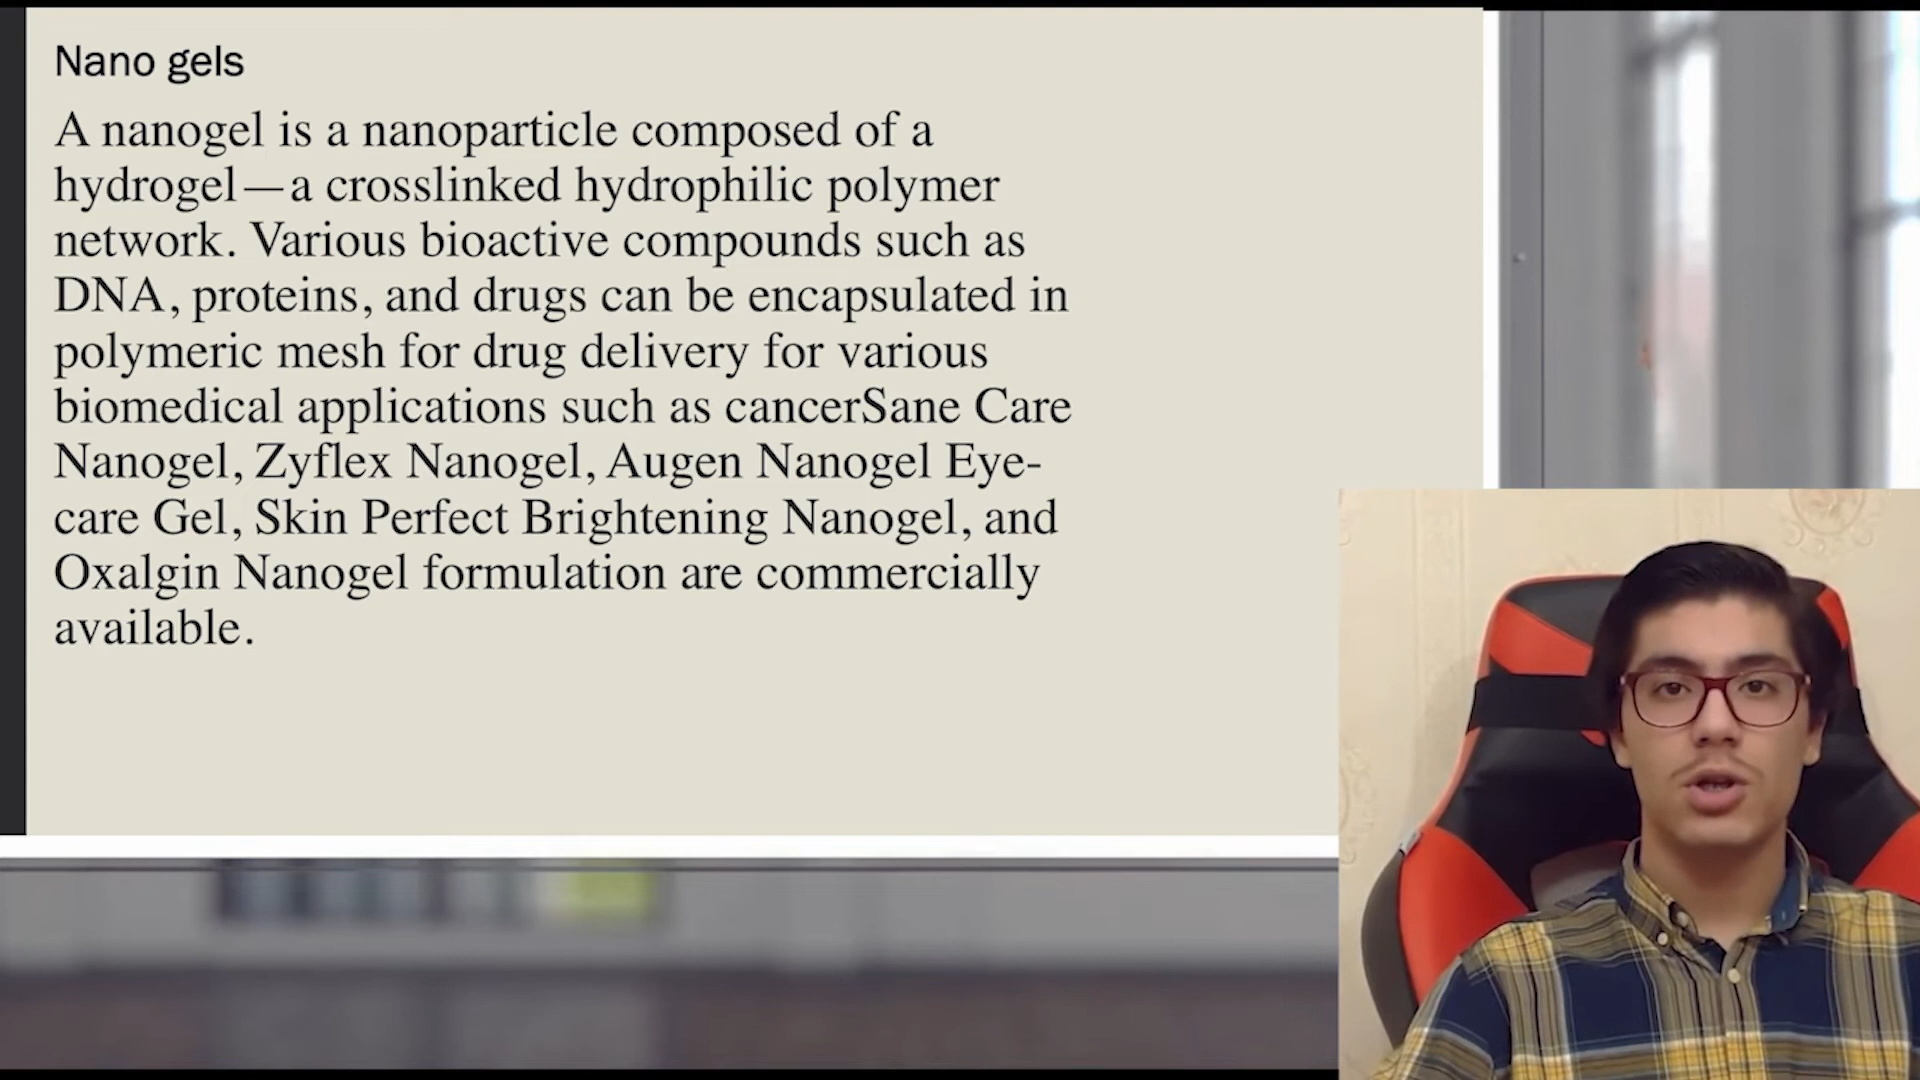 Nano gels
A nanogel is a nanoparticle composed of a
hydrogel—a crosslinked hydrophilic polymer
network. Various bioactive compounds such as
DNA, proteins, and drugs can be encapsulated in
polymeric mesh for drug delivery for various
biomedical applications such as cancerSane Care
Nanogel, Zyflex Nanogel, Augen Nanogel Eye-
care Gel, Skin Perfect Brightening Nanogel, and
Oxalgin Nanogel formulation are commercially
available.